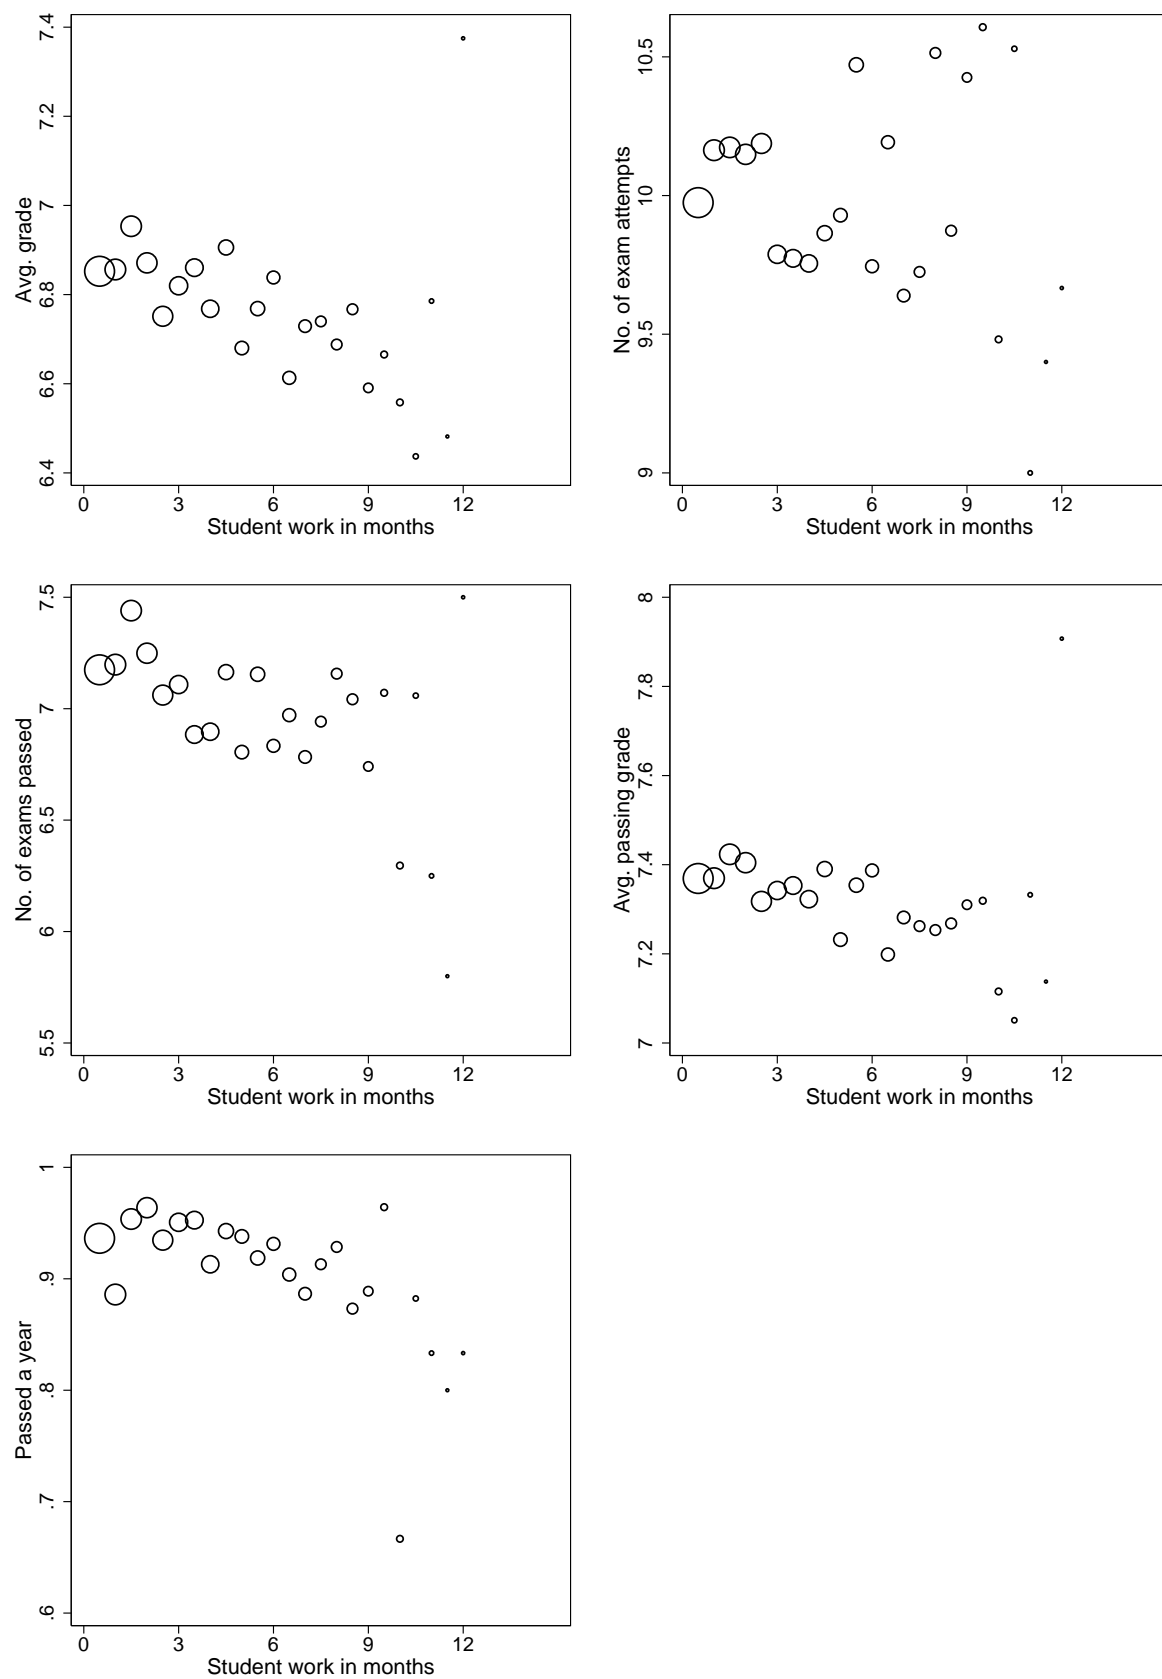 Avg. grade
7.4
7.2
7
6.8
6.6
6.4
0 3 6 9 12
Student work in months
No. of exam attempts
10.5
10
9.5
9
0 3 6 9 12
Student work in months
No. of exams passed
7.5
7
6.5
6
5.5
0 3 6 9 12
Student work in months
Avg. passing grade
8
7.8
7.6
7.4
7.2
7
0 3 6 9 12
Student work in months
Passed a year
1
.9
.8
.7
.6
0 3 6 9 12
Student work in months